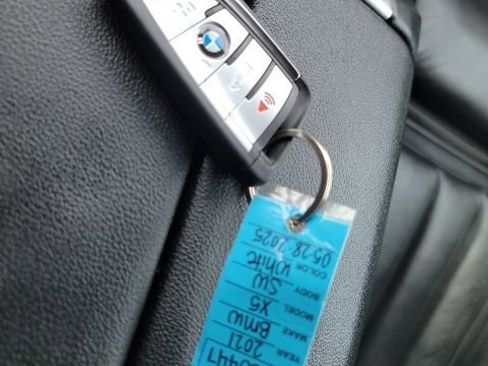 YEAR 2021
MAKE Bmw
MODEL X5
BODY SW
COLOR White
05.28.2025